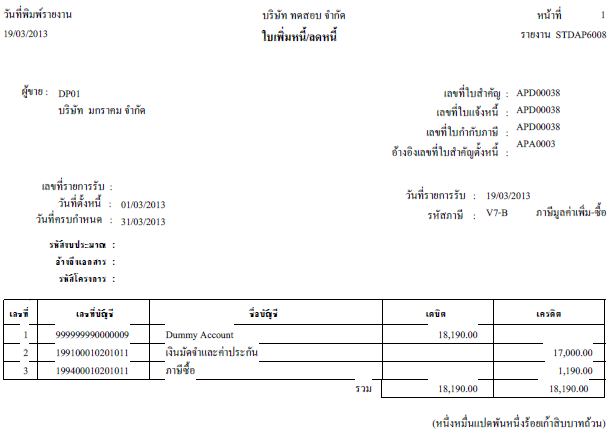 วันที่พิมพ์รายงาน บริษัท ทดสอบ จำกัด หน้าที่ 1
19/03/2013 ใบเพิ่มหนี้/ลดหนี้ รายงาน STDAP6008
ผู้ขาย : DP01 เลขที่ใบสำคัญ : APD00038
บริษัท มกราคม จำกัด เลขที่ใบแจ้งหนี้ : APD00038
เลขที่ใบกำกับภาษี : APD00038
อ้างอิงเลขที่ใบสำคัญตั้งหนี้ : APA0003
เลขที่รายการรับ : วันที่รายการรับ : 19/03/2013
วันที่ตั้งหนี้ : 01/03/2013 รหัสภาษี : V7-B ภาษีมูลค่าเพิ่ม-ซื้อ
วันที่ครบกำหนด : 31/03/2013
รหัสงบประมาณ :
อ้างอิงเอกสาร :
รหัสโครงการ :
เลขที่ เลขที่บัญชี ชื่อบัญชี เดบิต เครดิต
1 999999990000009 Dummy Account 18,190.00
2 199100010201011 เงินมัดจำและค่าประกัน 17,000.00
3 199400010201011 ภาษีซื้อ 1,190.00
รวม 18,190.00 18,190.00
(หนึ่งหมื่นแปดพันหนึ่งร้อยเก้าสิบบาทถ้วน)